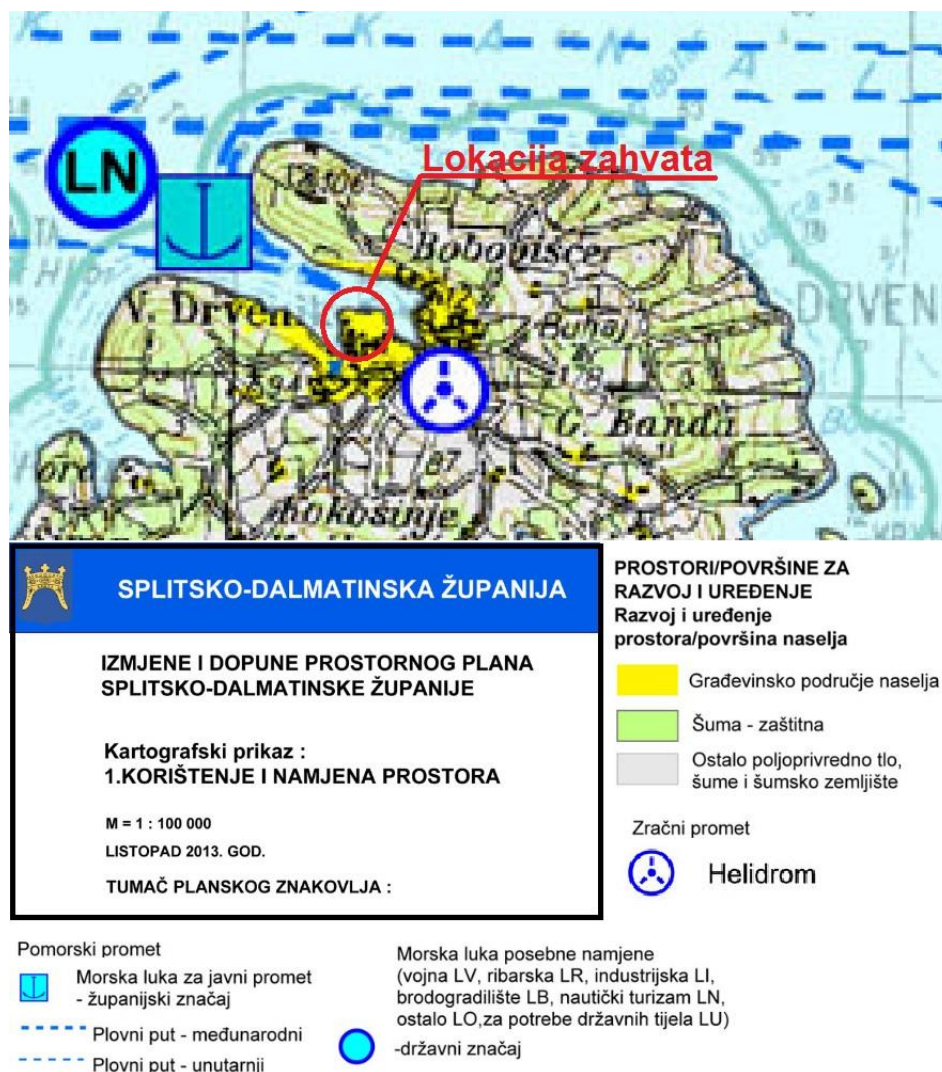 LN
Lokacija zahvata
Bobovišće
V. Drven
DRVEN
Buhaj
G. Banda
94
87
SPLITSKO-DALMATINSKA ŽUPANIJA
IZMJENE I DOPUNE PROSTORNOG PLANA
SPLITSKO-DALMATINSKE ŽUPANIJE
Kartografski prikaz :
1.KORIŠTENJE I NAMJENA PROSTORA
M = 1 : 100 000
LISTOPAD 2013. GOD.
TUMAČ PLANSKOG ZNAKOVLJA :
PROSTORI/POVRŠINE ZA
RAZVOJ I UREĐENJE
Razvoj i uređenje
prostora/površina naselja
Građevinsko područje naselja
Šuma - zaštitna
Ostalo poljoprivredno tlo,
šume i šumsko zemljište
Zračni promet
Helidrom
Pomorski promet
Morska luka za javni promet
- županijski značaj
Plovni put - međunarodni
Plovni put - unutarnji
Morska luka posebne namjene
(vojna LV, ribarska LR, industrijska LI,
brodogradilište LB, nautički turizam LN,
ostalo LO,za potrebe državnih tijela LU)
-državni značaj